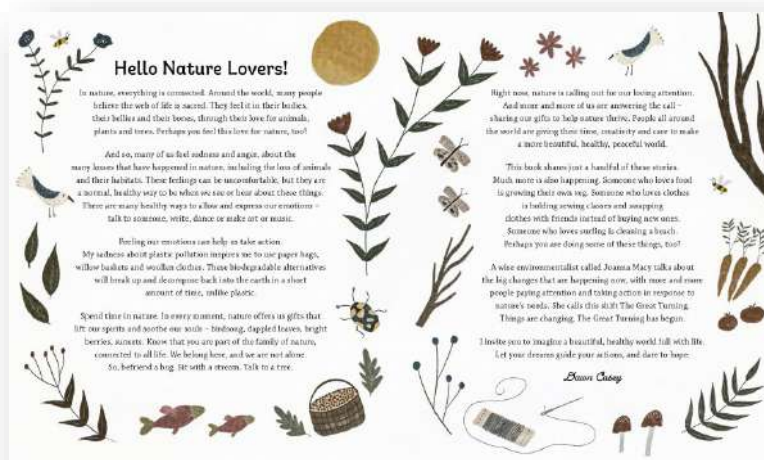 Hello Nature Lovers!
In nature, everything is connected. Around the world, many people
believe the web of life is sacred. They feel it in their bodies,
their bellies and their bones, through their love for animals,
plants and trees. Perhaps you feel this love for nature, too?
And so, many of us feel sadness and anger, about the
many losses that have happened in nature, including the loss of animals
and their habitats. These feelings can be uncomfortable, but they are
a normal, healthy way to be when we see or hear about these things.
There are many healthy ways to allow and express our emotions –
talk to someone, write, dance or make art or music.
Feeling our emotions can help us take action.
My sadness about plastic pollution inspires me to use paper bags,
willow baskets and woollen clothes. These biodegradable alternatives
will break up and decompose back into the earth in a short
amount of time, unlike plastic.
Spend time in nature. In every moment, nature offers us gifts that
lift our spirits and soothe our souls – birdsong, dappled leaves, bright
berries, sunsets. Know that you are part of the family of nature,
connected to all life. We belong here, and we are not alone.
So, befriend a bug. Sit with a stream. Talk to a tree.
Right now, nature is calling out for our loving attention.
And more and more of us are answering the call –
sharing our gifts to help nature thrive. People all around
the world are giving their time, creativity and care to make
a more beautiful, healthy, peaceful world.
This book shares just a handful of these stories.
Much more is also happening. Someone who loves food
is growing their own veg. Someone who loves clothes
is holding sewing classes and swapping
clothes with friends instead of buying new ones.
Someone who loves surfing is cleaning a beach.
Perhaps you are doing some of these things, too?
A wise environmentalist called Joanna Macy talks about
the big changes that are happening now, with more and more
people paying attention and taking action in response to
nature's needs. She calls this shift The Great Turning.
Things are changing. The Great Turning has begun.
I invite you to imagine a beautiful, healthy world full with life.
Let your dreams guide your actions, and dare to hope.
Dawn Casey